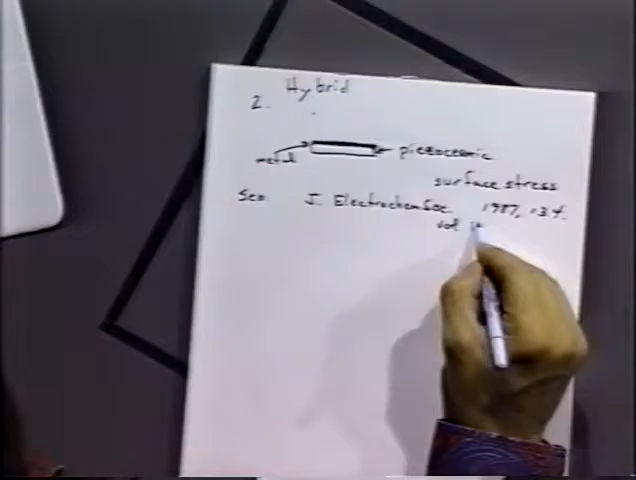 Hybrid
2.
metal piezoceramic
surface stress
See J. Electrochem Soc. 1987, 134.
vol